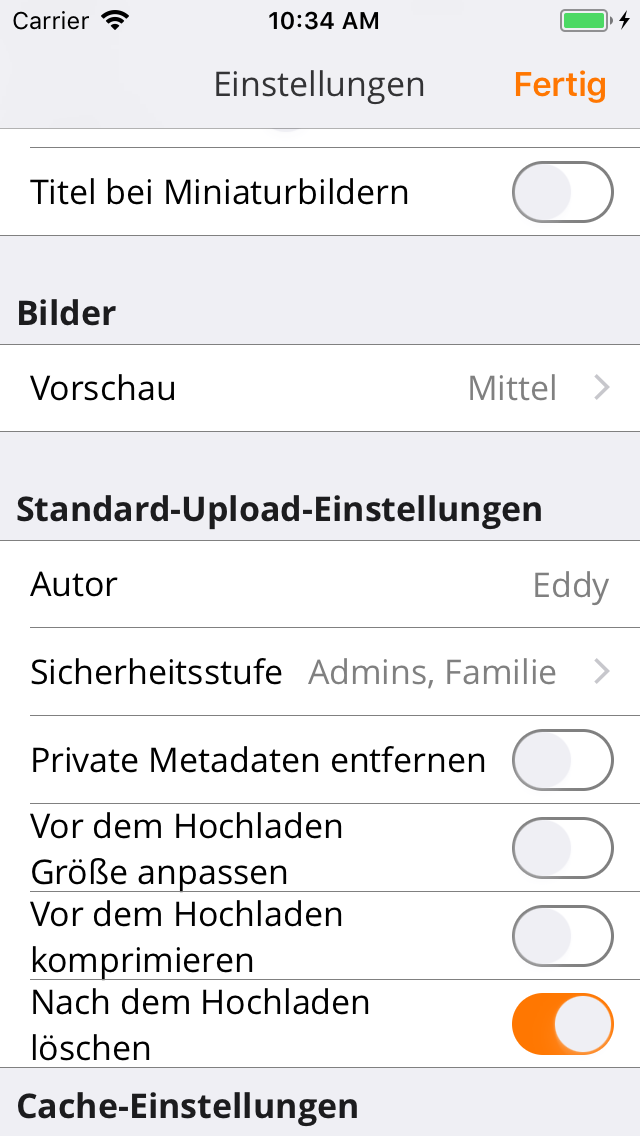 Carrier 10:34 AM
Einstellungen Fertig
Titel bei Miniaturbildern
Bilder
Vorschau Mittel
Standard-Upload-Einstellungen
Autor Eddy
Sicherheitsstufe Admins, Familie
Private Metadaten entfernen
Vor dem Hochladen
Größe anpassen
Vor dem Hochladen
komprimieren
Nach dem Hochladen
löschen
Cache-Einstellungen